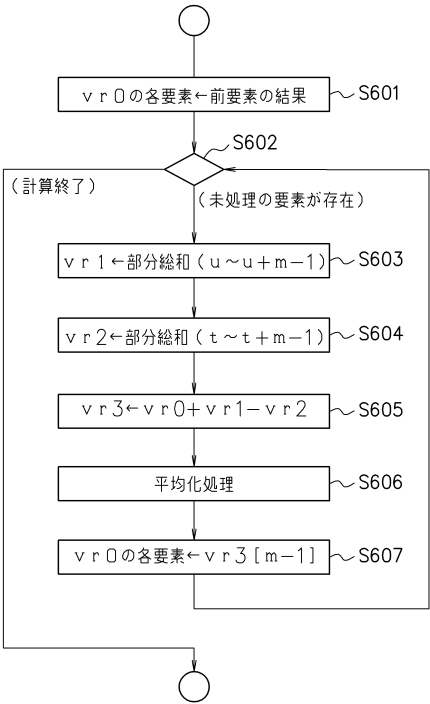 vr0の各要素←前要素の結果
S601
S602
(計算終了)
(未処理の要素が存在)
vr1←部分総和(u~u+m-1)
S603
vr2←部分総和(t~t+m-1)
S604
vr3←vr0+vr1-vr2
S605
平均化処理
S606
vr0の各要素←vr3[m-1]
S607